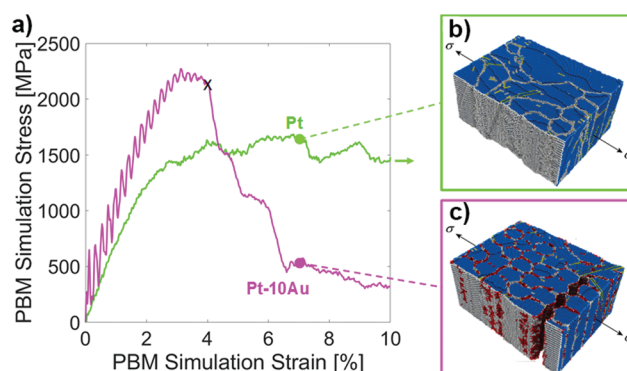 a)
PBM Simulation Stress [MPa]
2500
2000
1500
1000
500
0
0
2
4
6
8
10
PBM Simulation Strain [%]
X
Pt
Pt-10Au
b)
σ
c)
σ